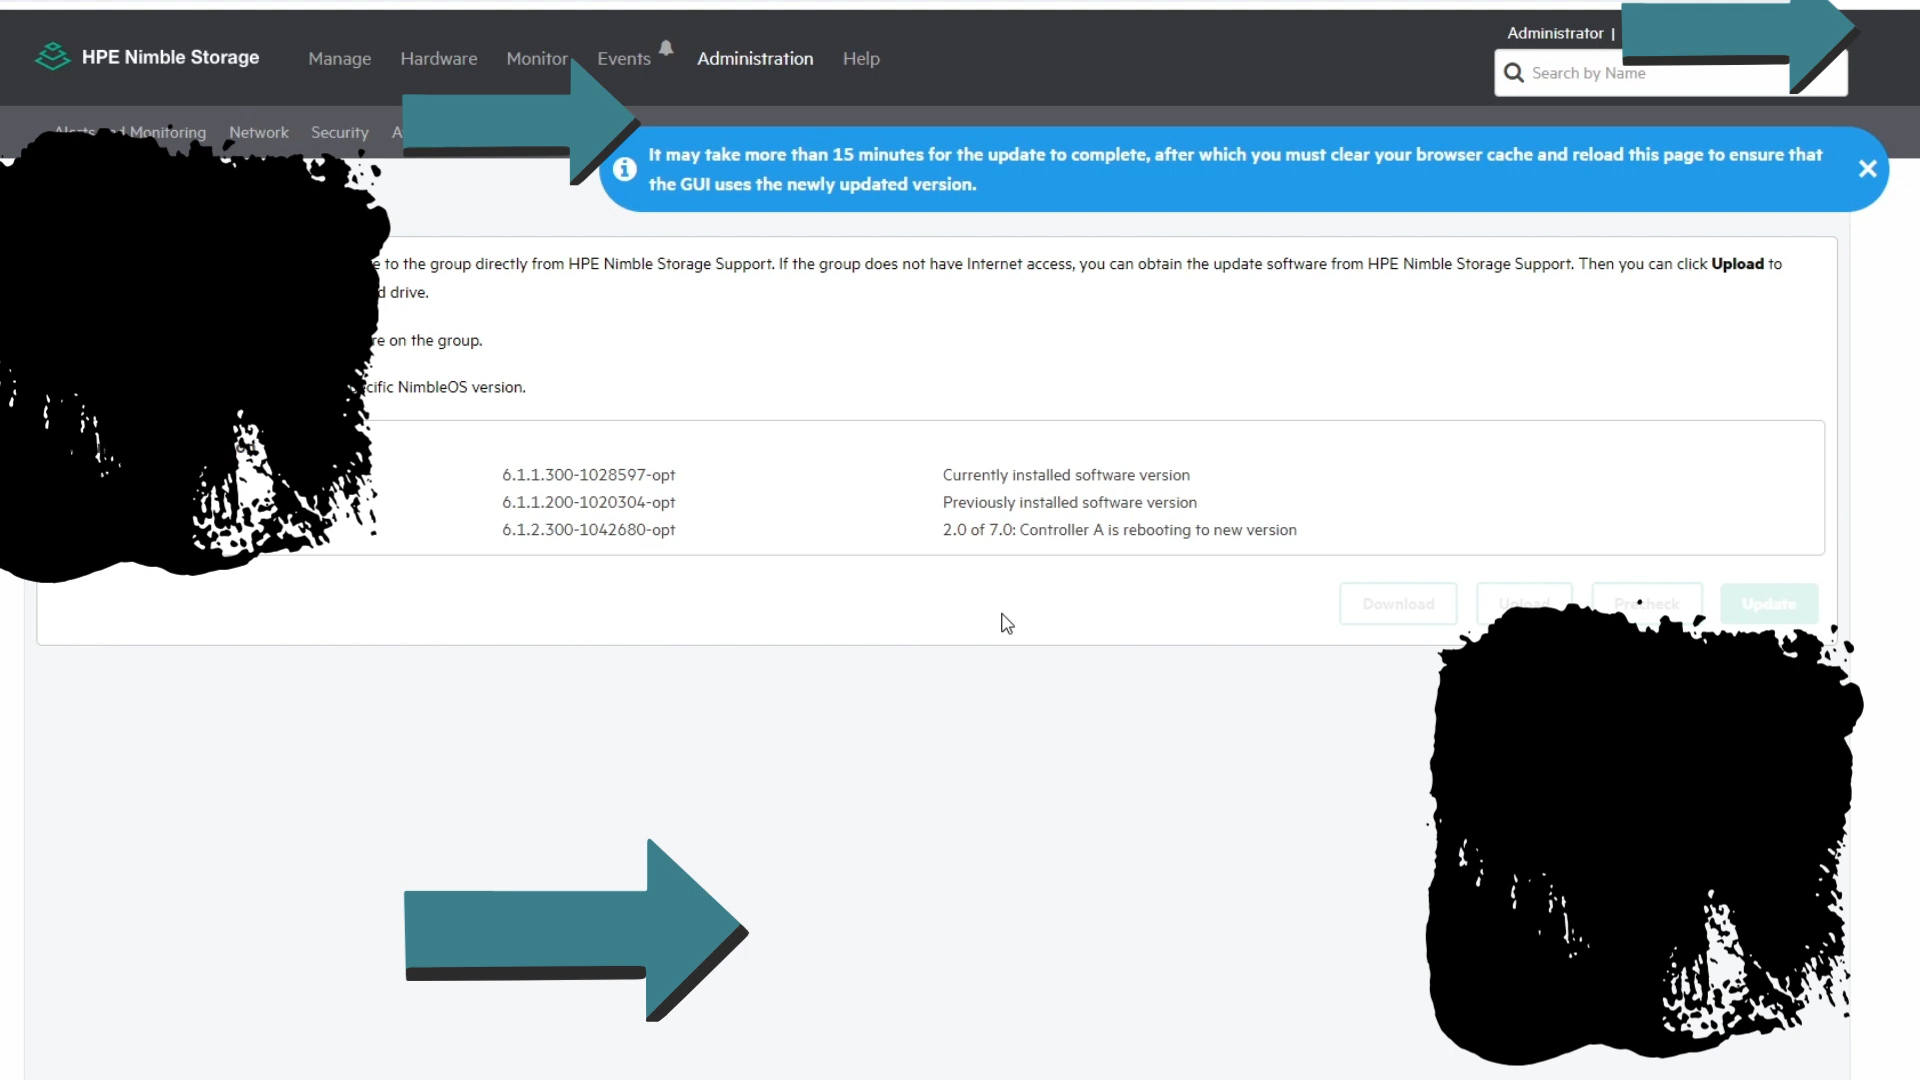 HPE Nimble Storage Manage Hardware Monitor Events Administration Help
Administrator |
Search by Name
Alerts and Monitoring Network Security
It may take more than 15 minutes for the update to complete, after which you must clear your browser cache and reload this page to ensure that
the GUI uses the newly updated version.
to the group directly from HPE Nimble Storage Support. If the group does not have Internet access, you can obtain the update software from HPE Nimble Storage Support. Then you can click Upload to
drive.
on the group.
NimbleOS version.
6.1.1.300-1028597-opt Currently installed software version
6.1.1.200-1020304-opt Previously installed software version
6.1.2.300-1042680-opt 2.0 of 7.0: Controller A is rebooting to new version
Download Upload Precheck Update